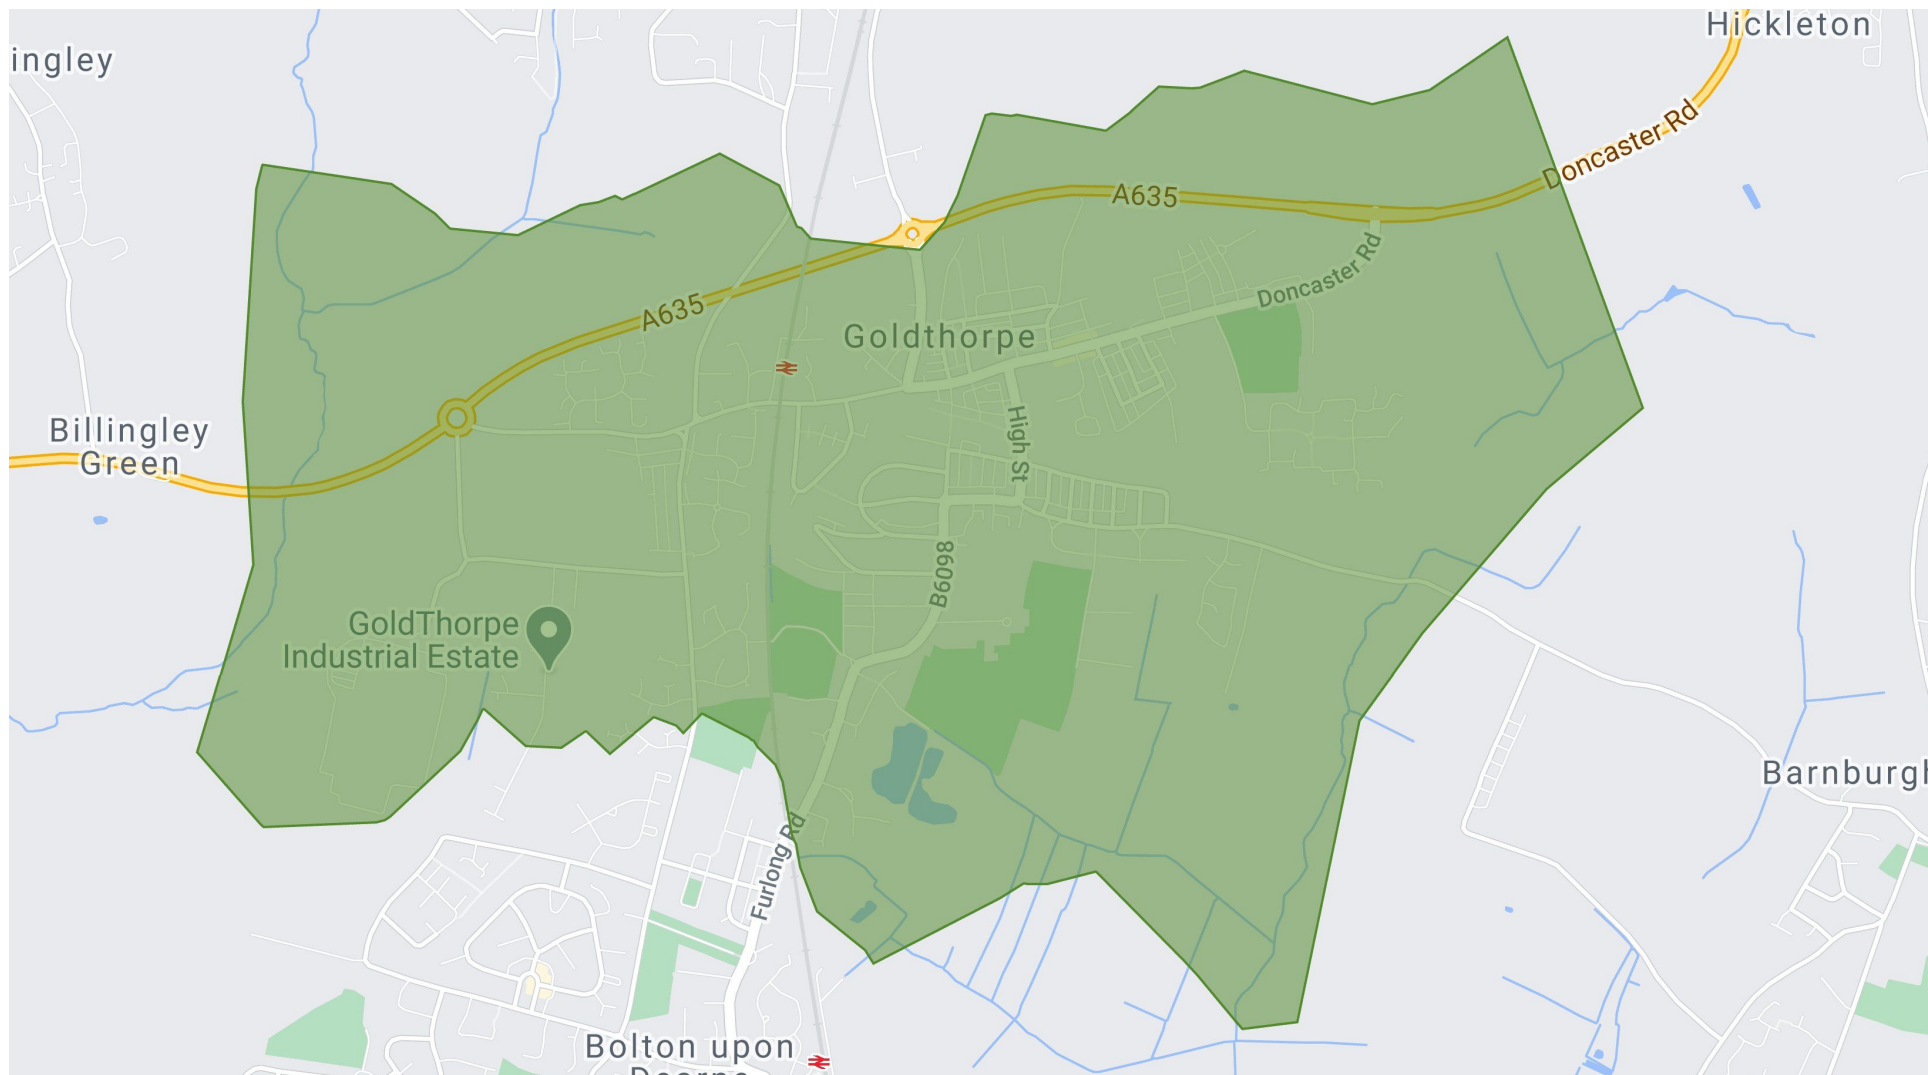 Hickleton
ingley
Doncaster Rd
A635
Doncaster Rd
A635
Goldthorpe
Billingley
Green
High St
B6098
GoldThorpe
Industrial Estate
Barnburgh
Furlong Rd
Bolton upon
Dearne